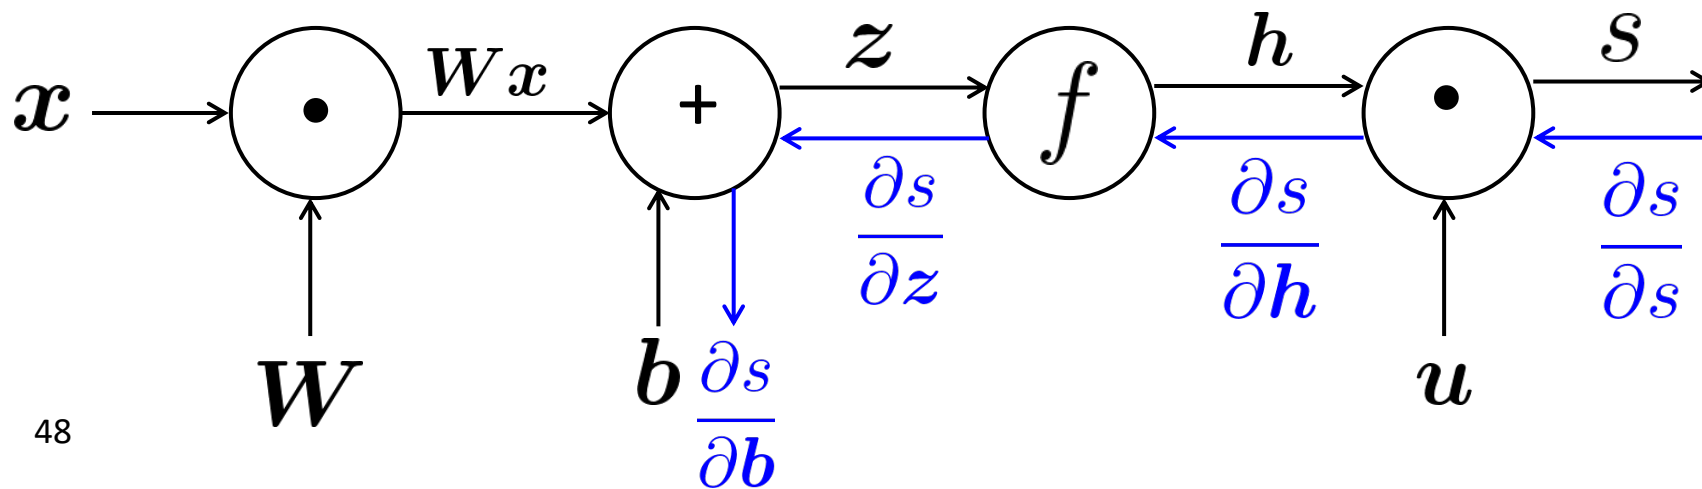 x
•
Wx
+
z
f
h
•
s
∂s
∂z
∂s
∂h
∂s
∂s
W
b
∂s
∂b
u
48